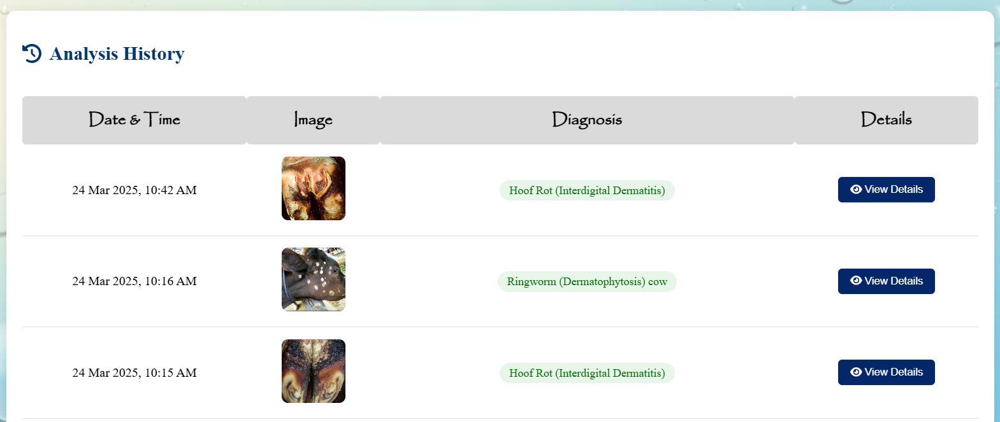 Analysis History
Date & Time Image Diagnosis Details
24 Mar 2025, 10:42 AM Hoof Rot (Interdigital Dermatitis) View Details
24 Mar 2025, 10:16 AM Ringworm (Dermatophytosis) cow View Details
24 Mar 2025, 10:15 AM Hoof Rot (Interdigital Dermatitis) View Details